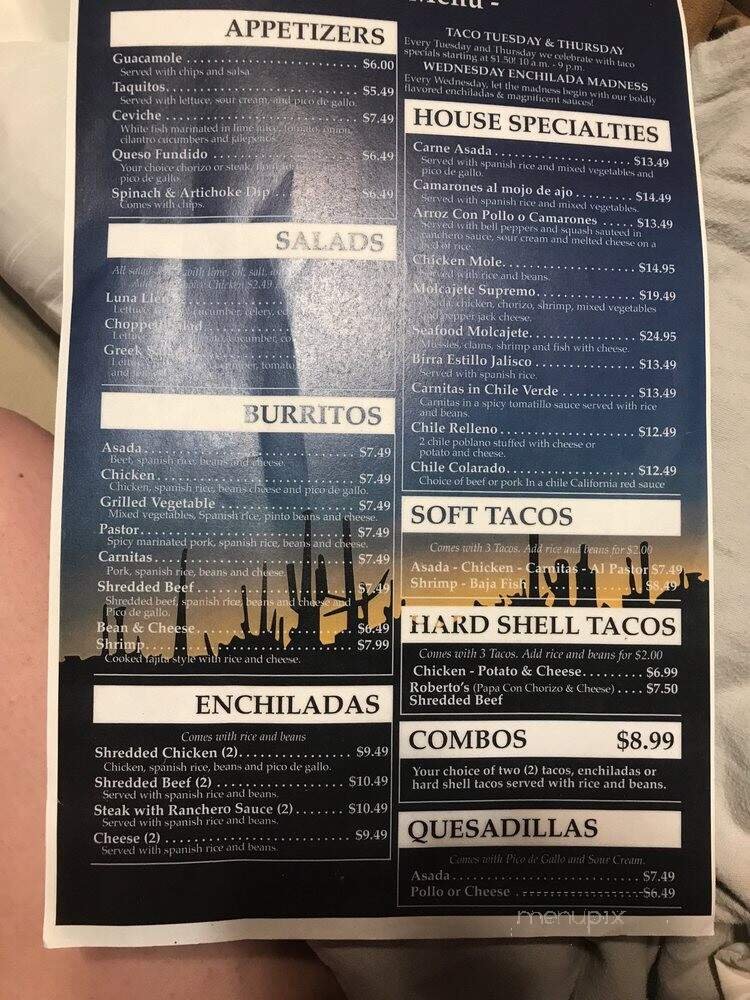 Menu -
APPETIZERS
Guacamole $6.00
Served with chips and salsa.
Taquitos $5.49
Served with lettuce, sour cream, and pico de gallo.
Ceviche $7.49
White fish marinated in lime juice, tomato, onion,
cilantro cucumbers and jalepenos.
Queso Fundido $6.49
Your choice chorizo or steak,
pico de gallo.
Spinach & Artichoke Dip $6.49
Comes with chips.
SALADS
All with lime, oil, salt,
Chicken $2.49
Luna
cucumber, celery,
Chopped
cucumber,
Greek
tomato
BURRITOS
Asada $7.49
Beef, spanish rice, beans and cheese.
Chicken $7.49
Chicken, spanish rice, beans cheese and pico de gallo.
Grilled Vegetable $7.49
Mixed vegetables, Spanish rice, pinto beans and cheese.
Pastor $7.49
Spicy marinated pork, spanish rice, beans and cheese.
Carnitas $7.49
Pork, spanish rice, beans and cheese.
Shredded Beef $7.49
Shredded beef, spanish rice, beans and cheese and
Pico de gallo.
Bean & Cheese $6.49
Shrimp $7.99
Cooked fajita style with rice and cheese.
ENCHILADAS
Comes with rice and beans
Shredded Chicken (2) $9.49
Chicken, spanish rice, beans and pico de gallo.
Shredded Beef (2) $10.49
Served with spanish rice and beans.
Steak with Ranchero Sauce (2) $10.49
Served with spanish rice and beans.
Cheese (2) $9.49
Served with spanish rice and beans.
TACO TUESDAY & THURSDAY
Every Tuesday and Thursday we celebrate with taco
specials starting at $1.50! 10 a.m. - 9 p.m.
WEDNESDAY ENCHILADA MADNESS
Every Wednesday, let the madness begin with our boldly
flavored enchiladas & magnificent sauces!
HOUSE SPECIALTIES
Carne Asada $13.49
Served with spanish rice and mixed vegetables and
pico de gallo.
Camarones al mojo de ajo $14.49
Served with spanish rice and mixed vegetables.
Arroz Con Pollo o Camarones $13.49
Served with bell peppers and squash sauteed in
ranchero sauce, sour cream and melted cheese on a
bed of rice.
Chicken Mole $14.95
Served with rice and beans.
Molcajete Supremo $19.49
Asada, chicken, chorizo, shrimp, mixed vegetables
and pepper jack cheese.
Seafood Molcajete $24.95
Mussles, clams, shrimp and fish with cheese.
Birra Estillo Jalisco $13.49
Served with spanish rice.
Carnitas in Chile Verde $13.49
Carnitas in a spicy tomatillo sauce served with rice
and beans.
Chile Relleno $12.49
2 chile poblano stuffed with cheese or
potato and cheese.
Chile Colarado $12.49
Choice of beef or pork In a chile California red sauce
SOFT TACOS
Comes with 3 Tacos. Add rice and beans for $2.00
Asada - Chicken - Carnitas - Al Pastor $7.49
Shrimp - Baja Fish $8.49
HARD SHELL TACOS
Comes with 3 Tacos. Add rice and beans for $2.00
Chicken - Potato & Cheese $6.99
Roberto's (Papa Con Chorizo & Cheese) $7.50
Shredded Beef
COMBOS $8.99
Your choice of two (2) tacos, enchiladas or
hard shell tacos served with rice and beans.
QUESADILLAS
Comes with Pico de Gallo and Sour Cream.
Asada $7.49
Pollo or Cheese $6.49
menupix